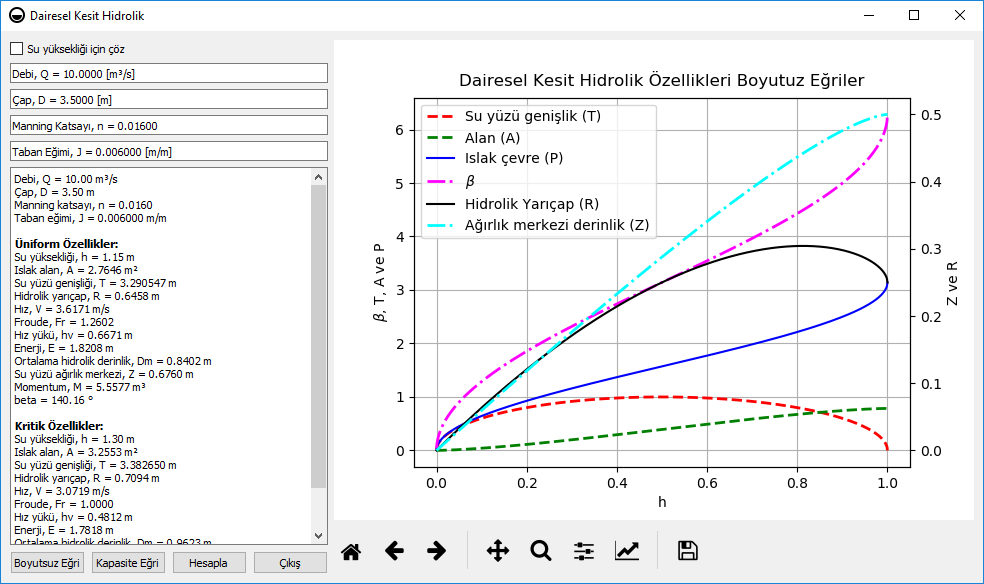 Dairesel Kesit Hidrolik
Su yüksekliği için çöz
Debi, Q = 10.0000 [m³/s]
Çap, D = 3.5000 [m]
Manning Katsayı, n = 0.01600
Taban Eğimi, J = 0.006000 [m/m]
Debi, Q = 10.00 m³/s
Çap, D = 3.50 m
Manning katsayı, n = 0.0160
Taban eğimi, J = 0.006000 m/m
Üniform Özellikler:
Su yüksekliği, h = 1.15 m
Islak alan, A = 2.7646 m²
Su yüzü genişliği, T = 3.290547 m
Hidrolik yarıçap, R = 0.6458 m
Hız, V = 3.6171 m/s
Froude, Fr = 1.2602
Hız yükü, hv = 0.6671 m
Enerji, E = 1.8208 m
Ortalama hidrolik derinlik, Dm = 0.8402 m
Su yüzü ağırlık merkezi, Z = 0.6760 m
Momentum, M = 5.5577 m³
beta = 140.16 °
Kritik Özellikler:
Su yüksekliği, h = 1.30 m
Islak alan, A = 3.2553 m²
Su yüzü genişliği, T = 3.382650 m
Hidrolik yarıçap, R = 0.7094 m
Hız, V = 3.0719 m/s
Froude, Fr = 1.0000
Hız yükü, hv = 0.4812 m
Enerji, E = 1.7818 m
Ortalama hidrolik derinlik, Dm = 0.9623 m
Boyutsuz Eğri
Kapasite Eğri
Hesapla
Çıkış
Dairesel Kesit Hidrolik Özellikleri Boyutuz Eğriler
Su yüzü genişlik (T)
Alan (A)
Islak çevre (P)
β
Hidrolik Yarıçap (R)
Ağırlık merkezi derinlik (Z)
β, T, A ve P
6
5
4
3
2
1
0
0.5
0.4
0.3
0.2
0.1
0.0
Z ve R
0.0
0.2
0.4
0.6
0.8
1.0
h